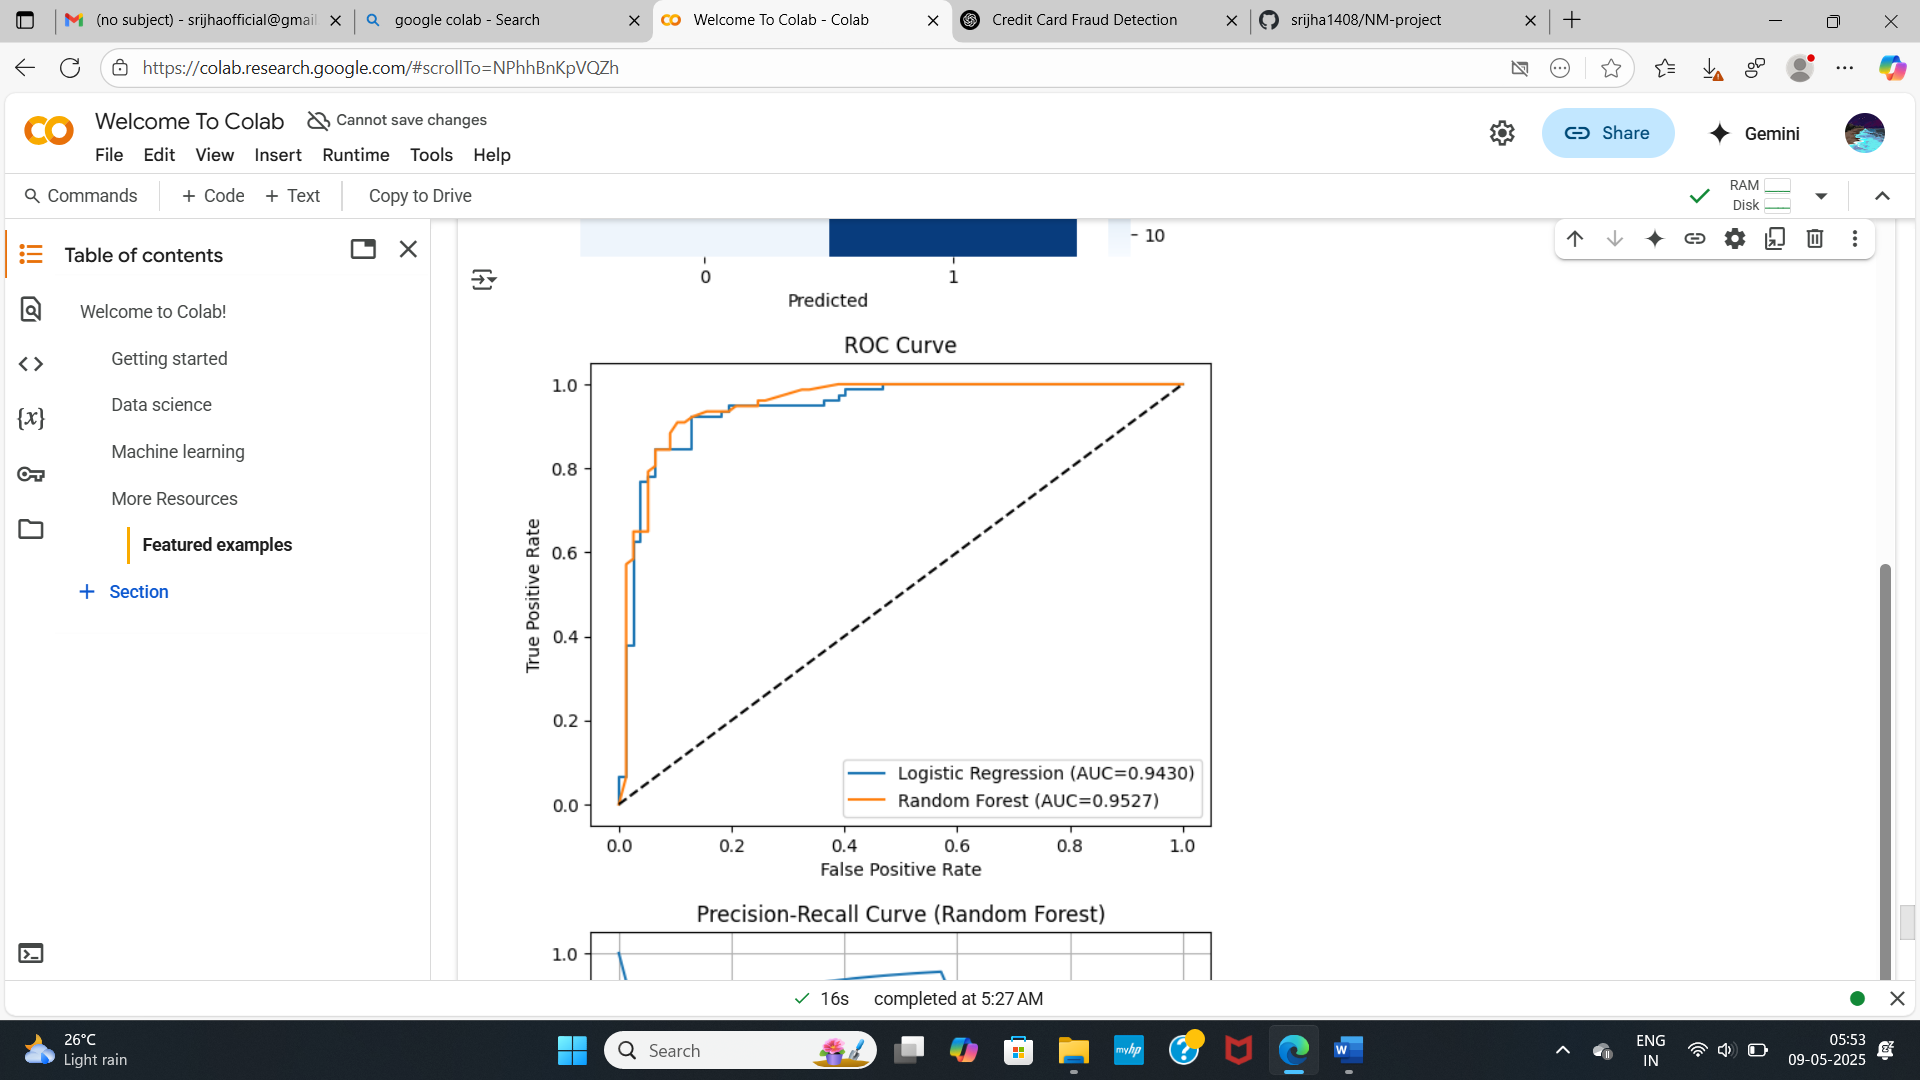 (no subject) - srijhaofficial@gmail
google colab - Search
Welcome To Colab - Colab
Credit Card Fraud Detection
srijha1408/NM-project
https://colab.research.google.com/#scrollTo=NPhhBnKpVQZh
Welcome To Colab
Cannot save changes
File Edit View Insert Runtime Tools Help
Share
Gemini
Commands
+ Code + Text
Copy to Drive
RAM
Disk
Table of contents
Welcome to Colab!
Getting started
Data science
Machine learning
More Resources
Featured examples
+ Section
10
0 1
Predicted
ROC Curve
1.0
0.8
0.6
0.4
0.2
0.0
True Positive Rate
Logistic Regression (AUC=0.9430)
Random Forest (AUC=0.9527)
0.0 0.2 0.4 0.6 0.8 1.0
False Positive Rate
Precision-Recall Curve (Random Forest)
1.0
16s completed at 5:27 AM
26°C
Light rain
Search
myhp
ENG
IN
05:53
09-05-2025